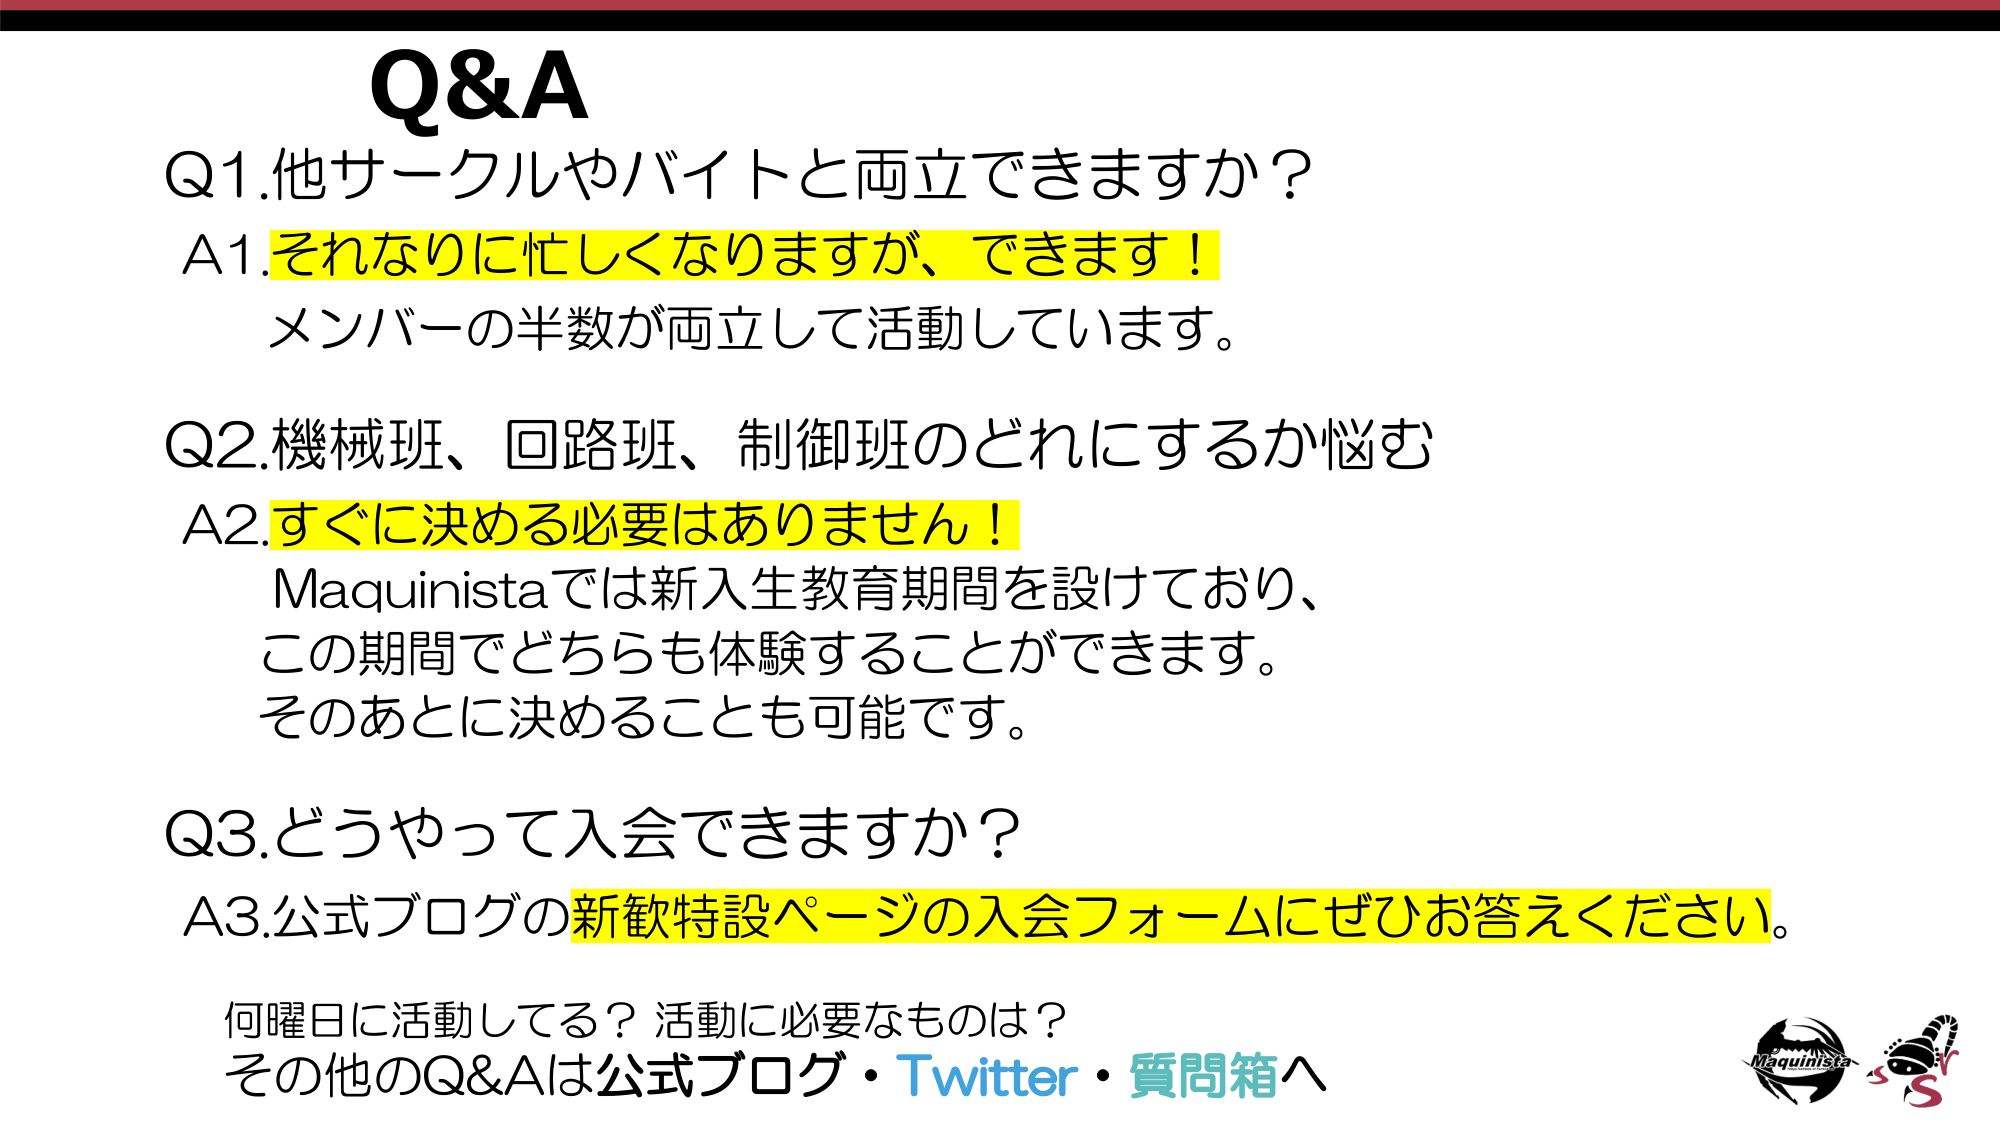 Q&A
Q1.他サークルやバイトと両立できますか？
A1.それなりに忙しくなりますが、できます！
メンバーの半数が両立して活動しています。
Q2.機械班、回路班、制御班のどれにするか悩む
A2.すぐに決める必要はありません！
Maquinistaでは新入生教育期間を設けており、
この期間でどちらも体験することができます。
そのあとに決めることも可能です。
Q3.どうやって入会できますか？
A3.公式ブログの新歓特設ページの入会フォームにぜひお答えください。
何曜日に活動してる？ 活動に必要なものは？
その他のQ&Aは公式ブログ・Twitter・質問箱へ
Maquinista
s S r